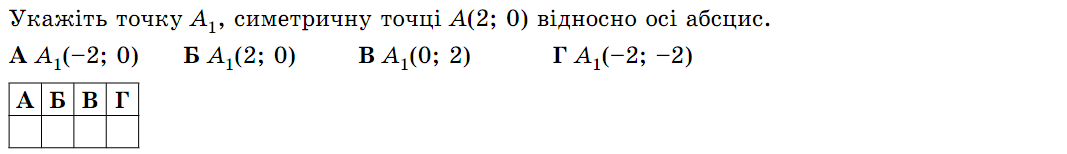 Укажіть точку A₁, симетричну точці A(2; 0) відносно осі абсцис.
А A₁(−2; 0) Б A₁(2; 0) В A₁(0; 2) Г A₁(−2; −2)
А Б В Г